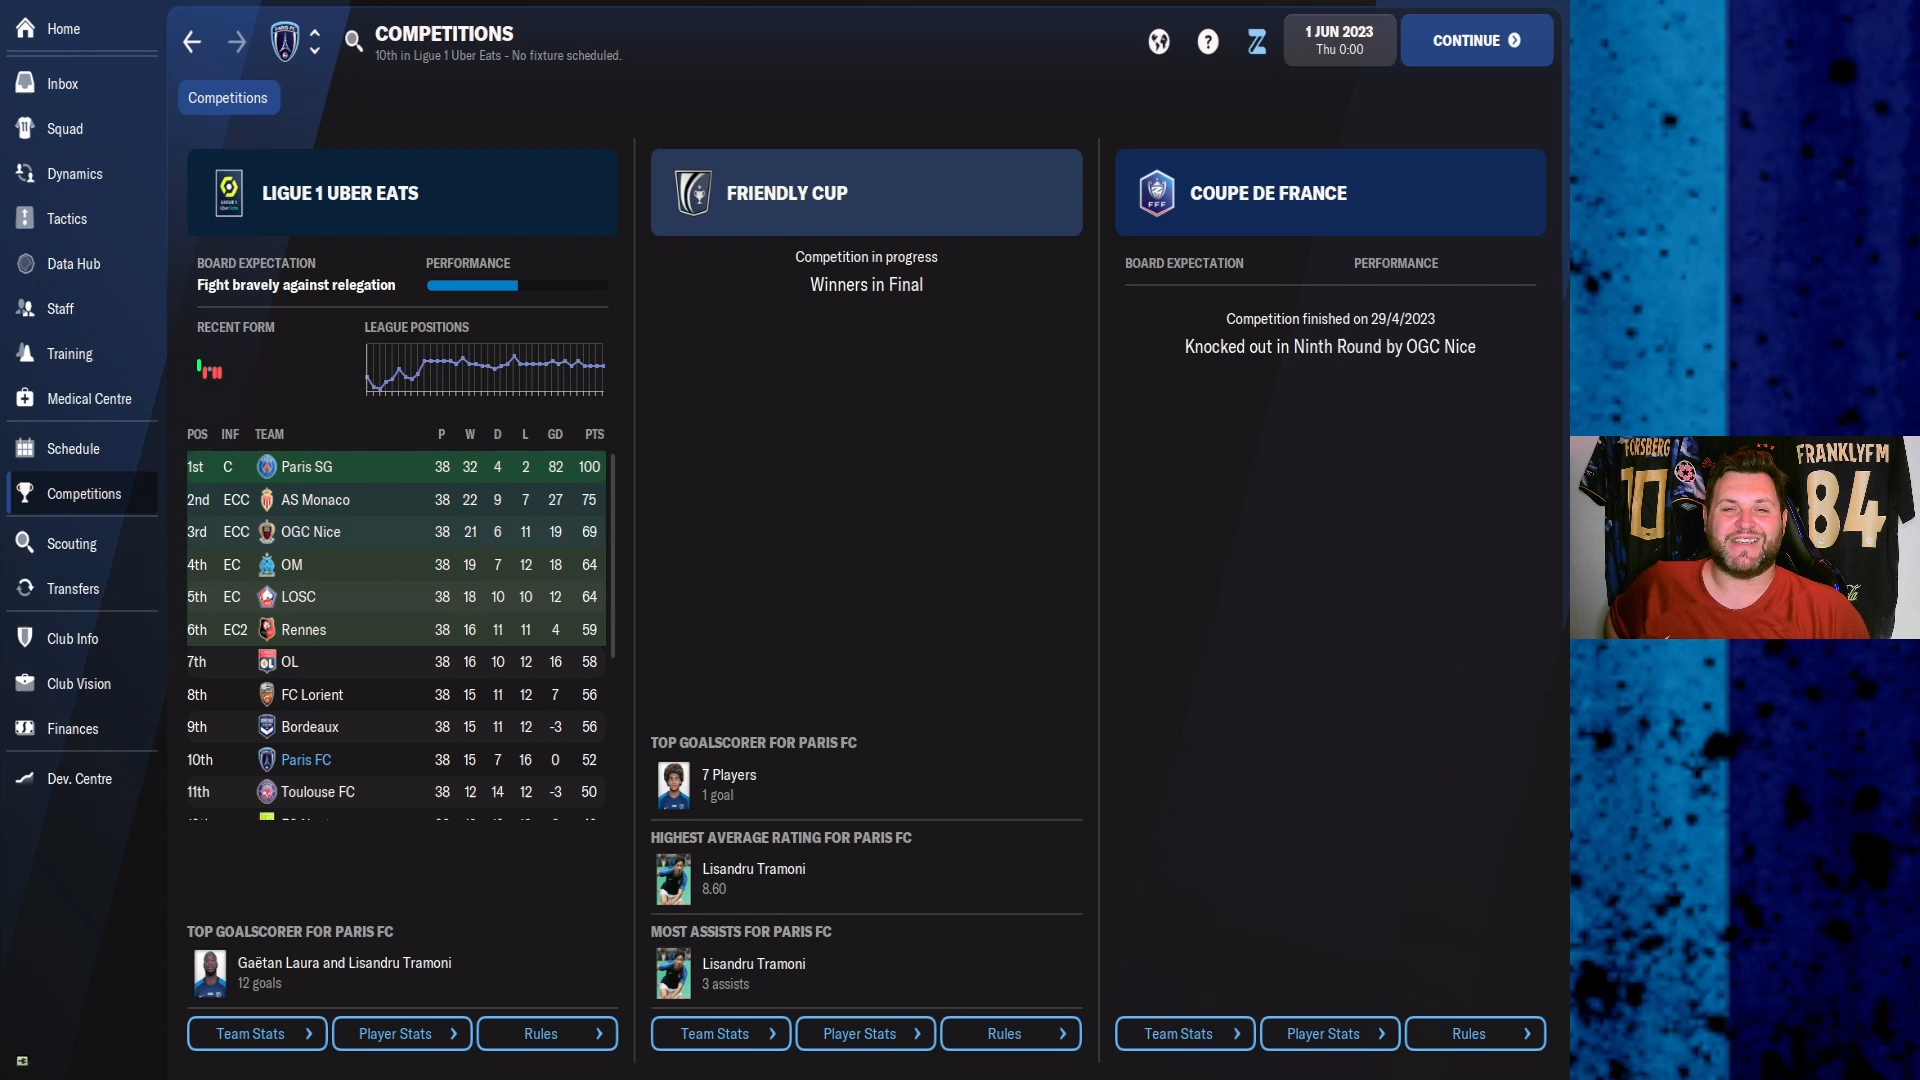 Home
Inbox
Squad
Dynamics
Tactics
Data Hub
Staff
Training
Medical Centre
Schedule
Competitions
Scouting
Transfers
Club Info
Club Vision
Finances
Dev. Centre
COMPETITIONS
10th in Ligue 1 Uber Eats - No fixture scheduled.
1 JUN 2023
Thu 0:00
CONTINUE
Competitions
LIGUE 1 UBER EATS
BOARD EXPECTATION PERFORMANCE
Fight bravely against relegation
RECENT FORM LEAGUE POSITIONS
POS INF TEAM P W D L GD PTS
1st C Paris SG 38 32 4 2 82 100
2nd ECC AS Monaco 38 22 9 7 27 75
3rd ECC OGC Nice 38 21 6 11 19 69
4th EC OM 38 19 7 12 18 64
5th EC LOSC 38 18 10 10 12 64
6th EC2 Rennes 38 16 11 11 4 59
7th OL 38 16 10 12 16 58
8th FC Lorient 38 15 11 12 7 56
9th Bordeaux 38 15 11 12 -3 56
10th Paris FC 38 15 7 16 0 52
11th Toulouse FC 38 12 14 12 -3 50
TOP GOALSCORER FOR PARIS FC
Gaëtan Laura and Lisandru Tramoni
12 goals
Team Stats Player Stats Rules
FRIENDLY CUP
Competition in progress
Winners in Final
TOP GOALSCORER FOR PARIS FC
7 Players
1 goal
HIGHEST AVERAGE RATING FOR PARIS FC
Lisandru Tramoni
8.60
MOST ASSISTS FOR PARIS FC
Lisandru Tramoni
3 assists
Team Stats Player Stats Rules
FFF
COUPE DE FRANCE
BOARD EXPECTATION PERFORMANCE
Competition finished on 29/4/2023
Knocked out in Ninth Round by OGC Nice
Team Stats Player Stats Rules
FORSBERG
10
FRANKLYFM
84